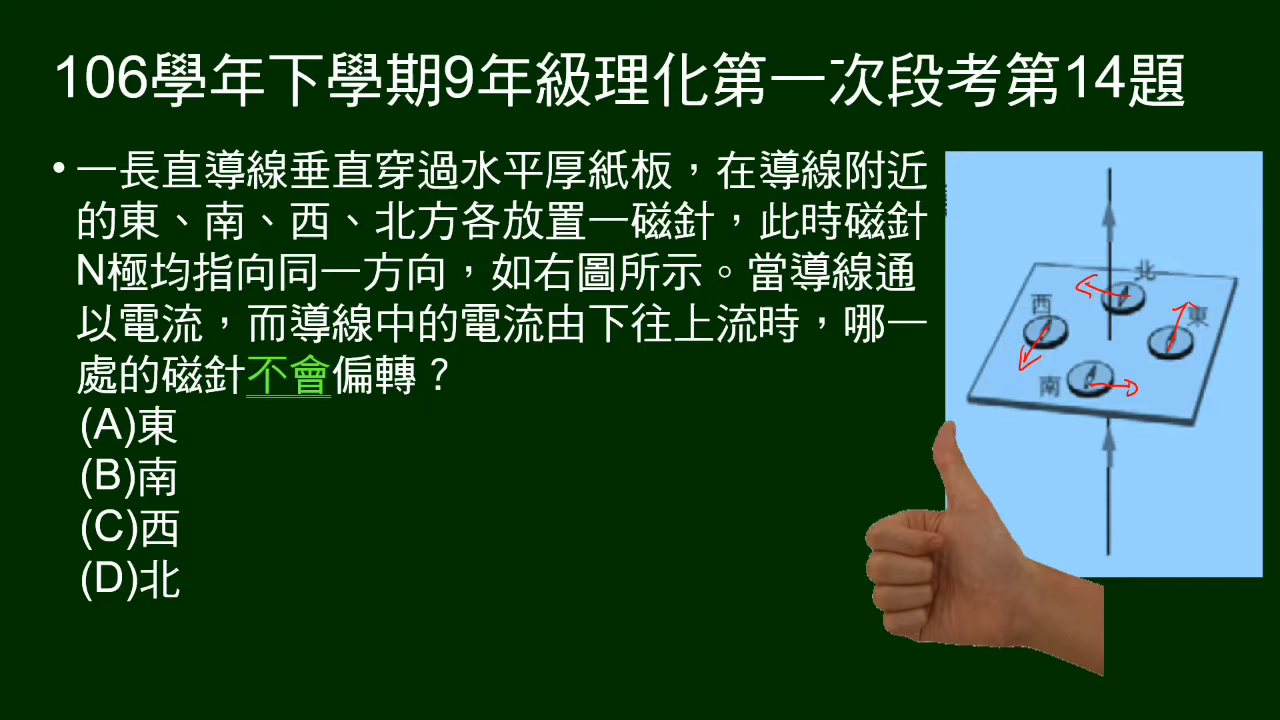 106學年下學期9年級理化第一次段考第14題
•一長直導線垂直穿過水平厚紙板，在導線附近
的東、南、西、北方各放置一磁針，此時磁針
N極均指向同一方向，如右圖所示。當導線通
以電流，而導線中的電流由下往上流時，哪一
處的磁針不會偏轉？
(A)東
(B)南
(C)西
(D)北
北
西
東
南